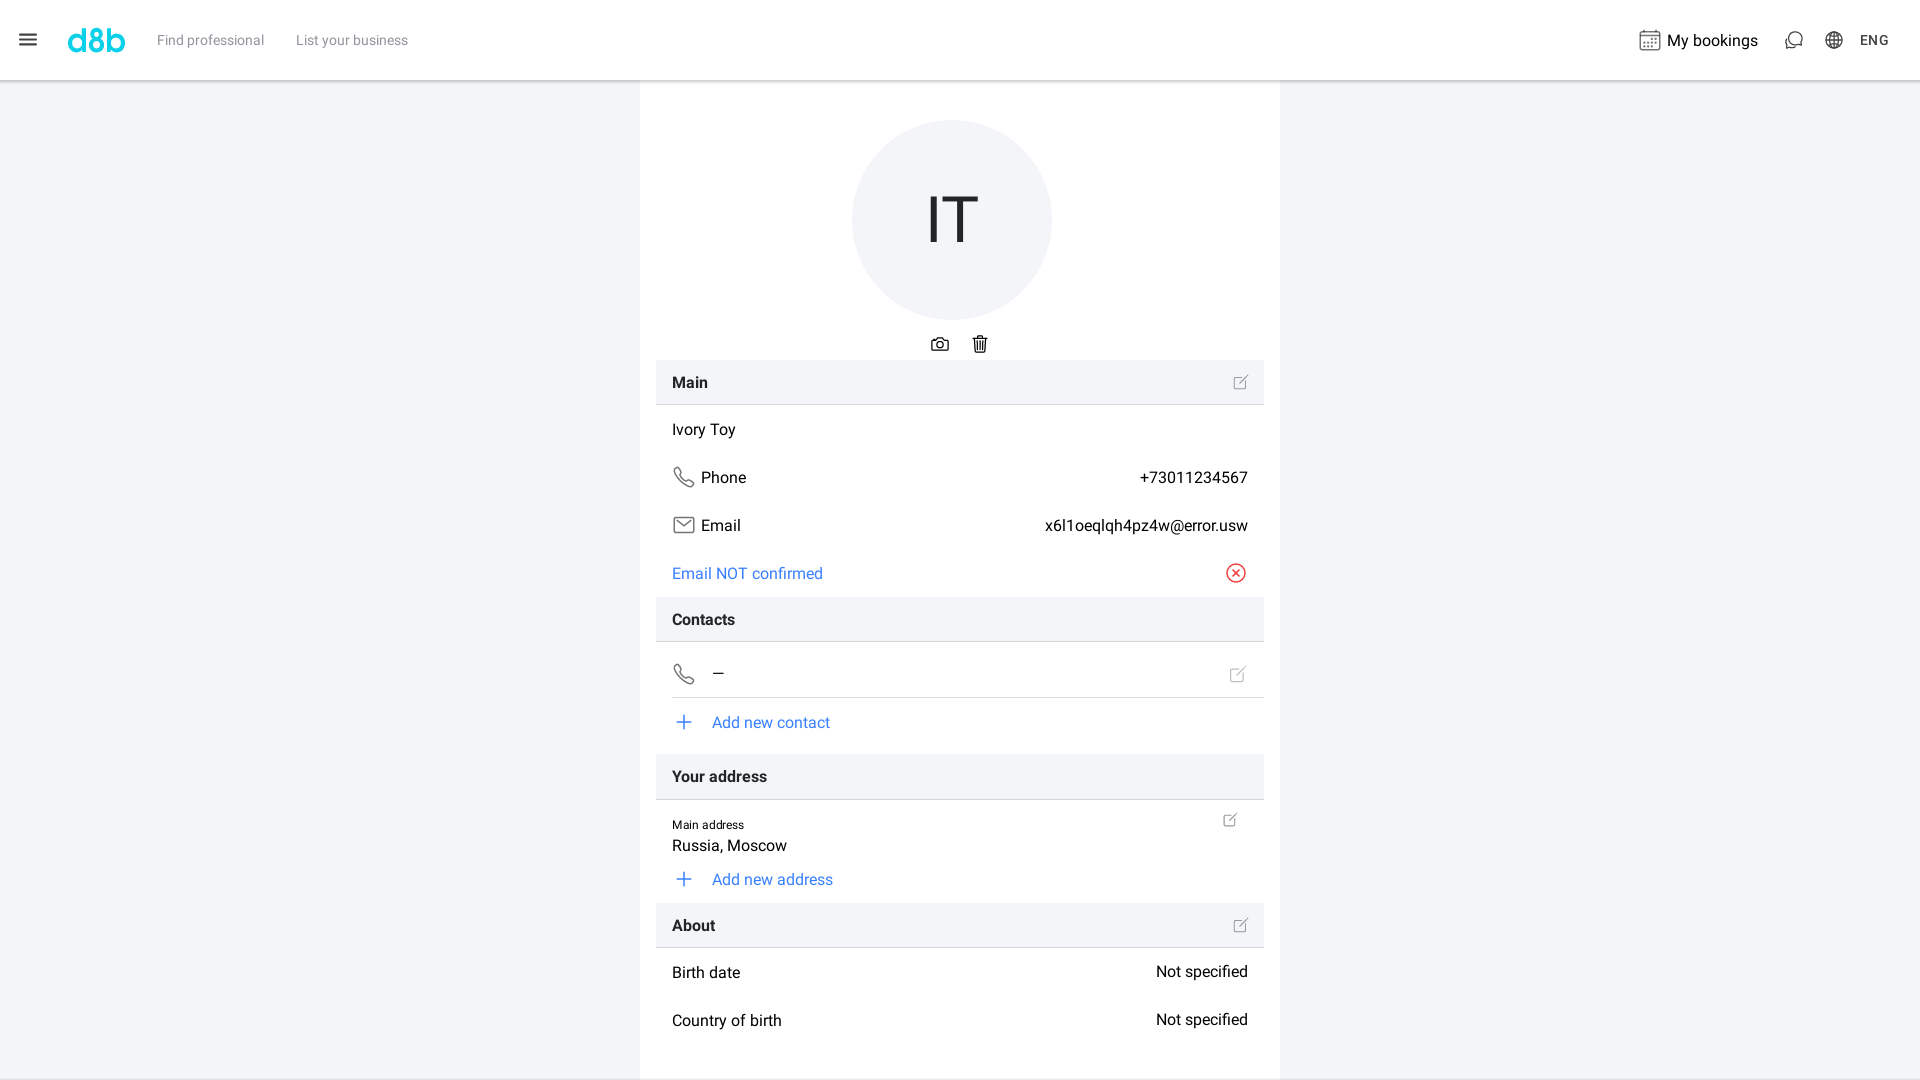 d8b
Find professional
List your business
My bookings
ENG
IT
Main
Ivory Toy
Phone
+73011234567
Email
x6l1oeqlqh4pz4w@error.usw
Email NOT confirmed
Contacts
—
Add new contact
Your address
Main address
Russia, Moscow
Add new address
About
Birth date
Not specified
Country of birth
Not specified